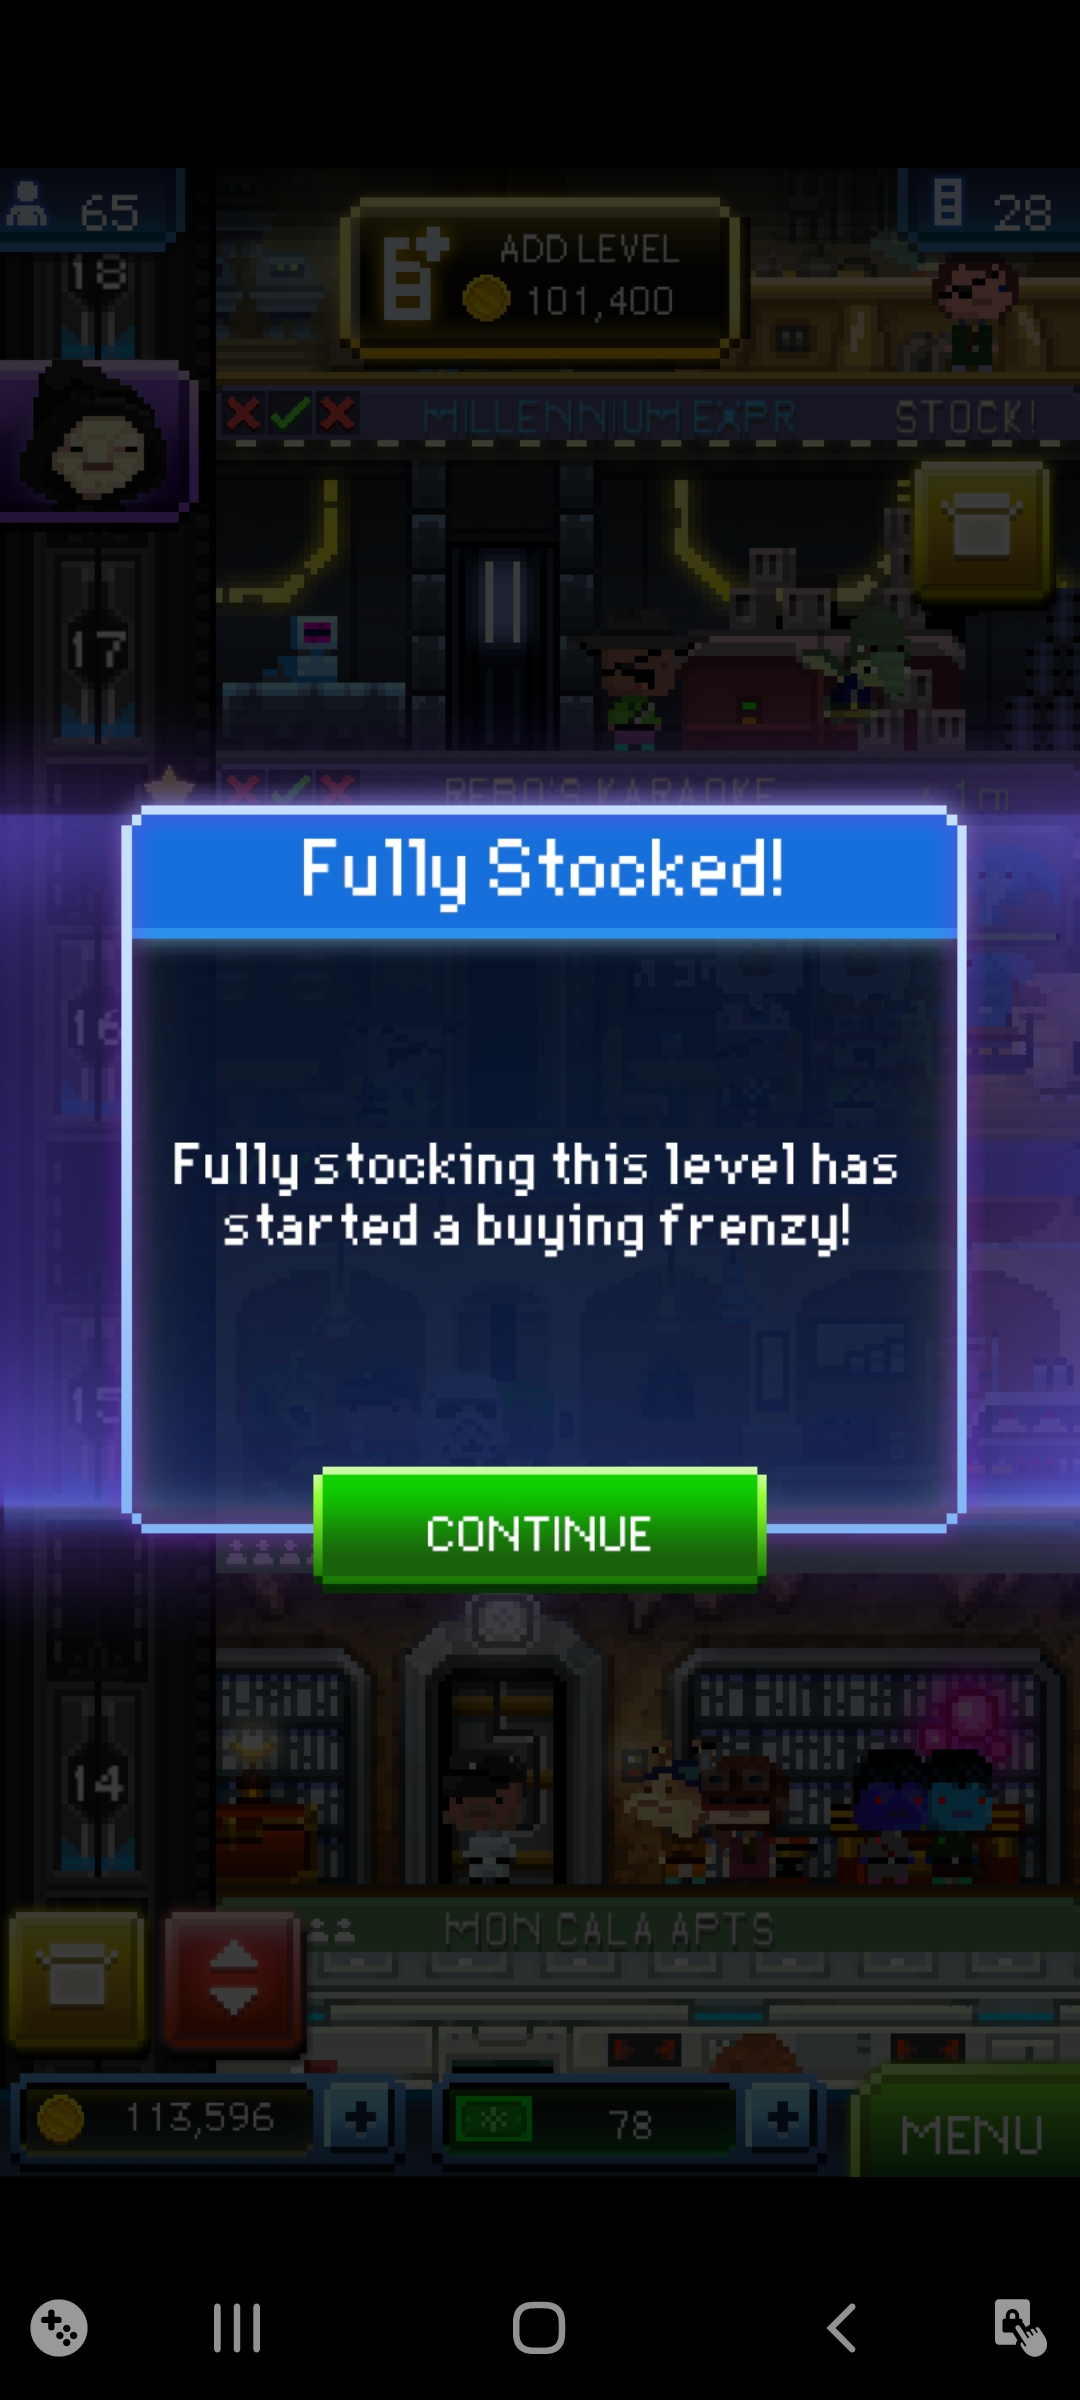 65
28
18
ADD LEVEL
101,400
MILLENNIUM EXPR
STOCK!
17
REBO'S KARAOKE
1m
Fully Stocked!
16
Fully stocking this level has
started a buying frenzy!
15
CONTINUE
14
MON CALA APTS
113,596
78
MENU